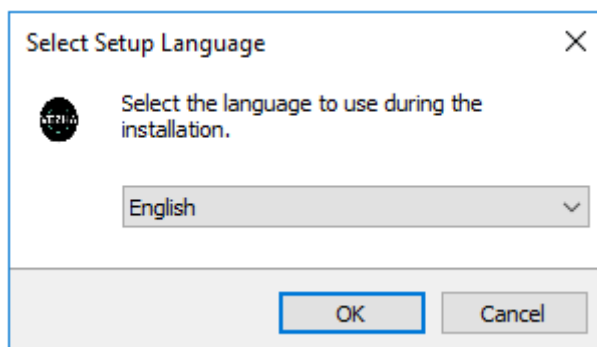 Select Setup Language
Select the language to use during the
installation.
English
OK
Cancel